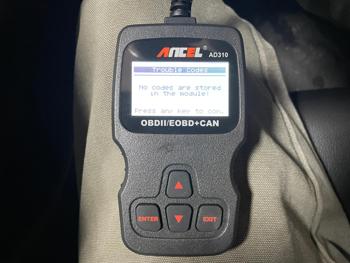 ANCEL
AD310
Trouble Codes
No codes are stored
in the module!
Press any key to con.
OBDII/EOBD+CAN
ENTER
EXIT